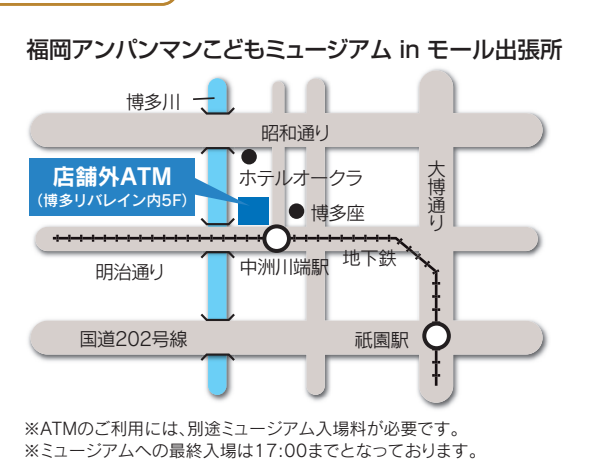 福岡アンパンマンこどもミュージアム in モール出張所
博多川
昭和通り
店舗外ATM
(博多リバレイン内5F)
ホテルオークラ
大博通り
博多座
中洲川端駅
地下鉄
明治通り
国道202号線
祇園駅
※ATMのご利用には、別途ミュージアム入場料が必要です。
※ミュージアムへの最終入場は17:00までとなっております。